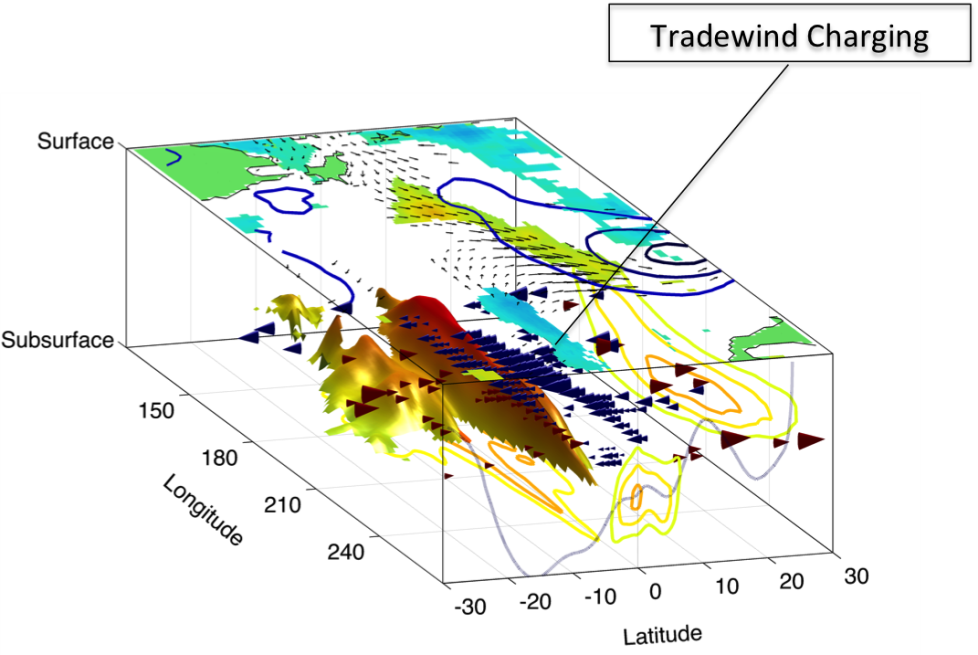 Tradewind Charging
Surface
Subsurface
150
180
210
240
Longitude
-30
-20
-10
0
10
20
30
Latitude